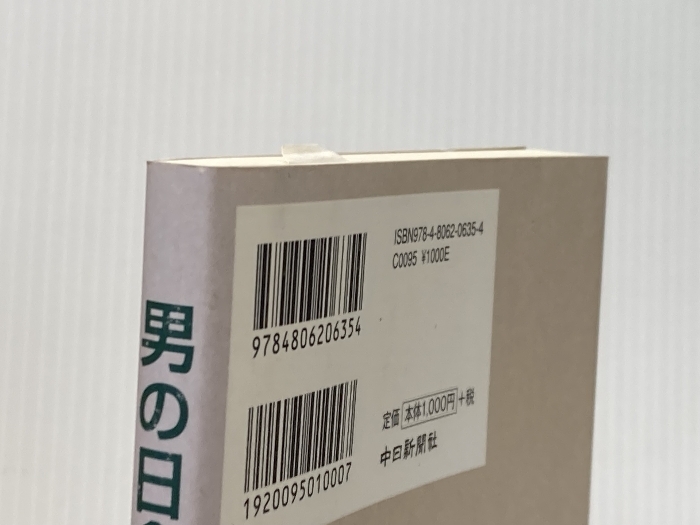 ISBN978-4-8062-0635-4
C0095 ¥1000E
9784806206354
定価 本体1,000円 +税
中日新聞社
1920095010007
男の日